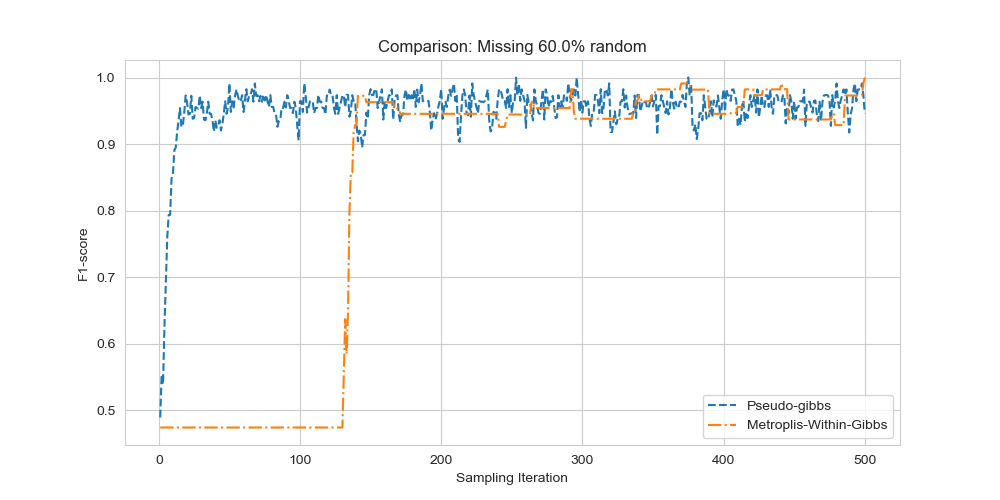 Comparison: Missing 60.0% random
1.0
0.9
0.8
0.7
0.6
0.5
F1-score
0
100
200
300
400
500
Sampling Iteration
Pseudo-gibbs
Metroplis-Within-Gibbs